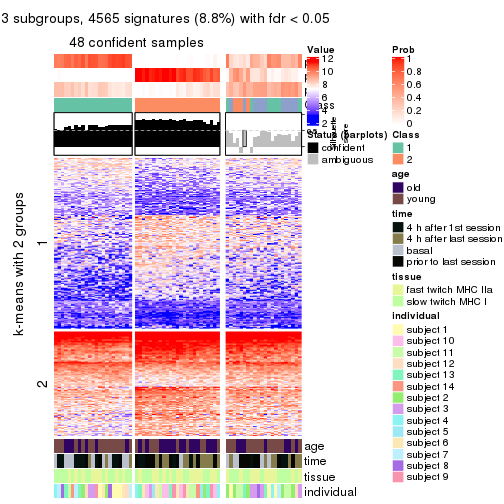 3 subgroups, 4565 signatures (8.8%) with fdr < 0.05
48 confident samples
Value
12
10
8
6
4
2
Prob
1
0.8
0.6
0.4
0.2
0
Status (barplots)
confident
ambiguous
Class
1
2
age
old
young
time
4 h after 1st session
4 h after last session
basal
prior to last session
tissue
fast twitch MHC IIa
slow twitch MHC I
individual
subject 1
subject 10
subject 11
subject 12
subject 13
subject 14
subject 2
subject 3
subject 4
subject 5
subject 6
subject 7
subject 8
subject 9
k-means with 2 groups
1
2
age
time
tissue
individual